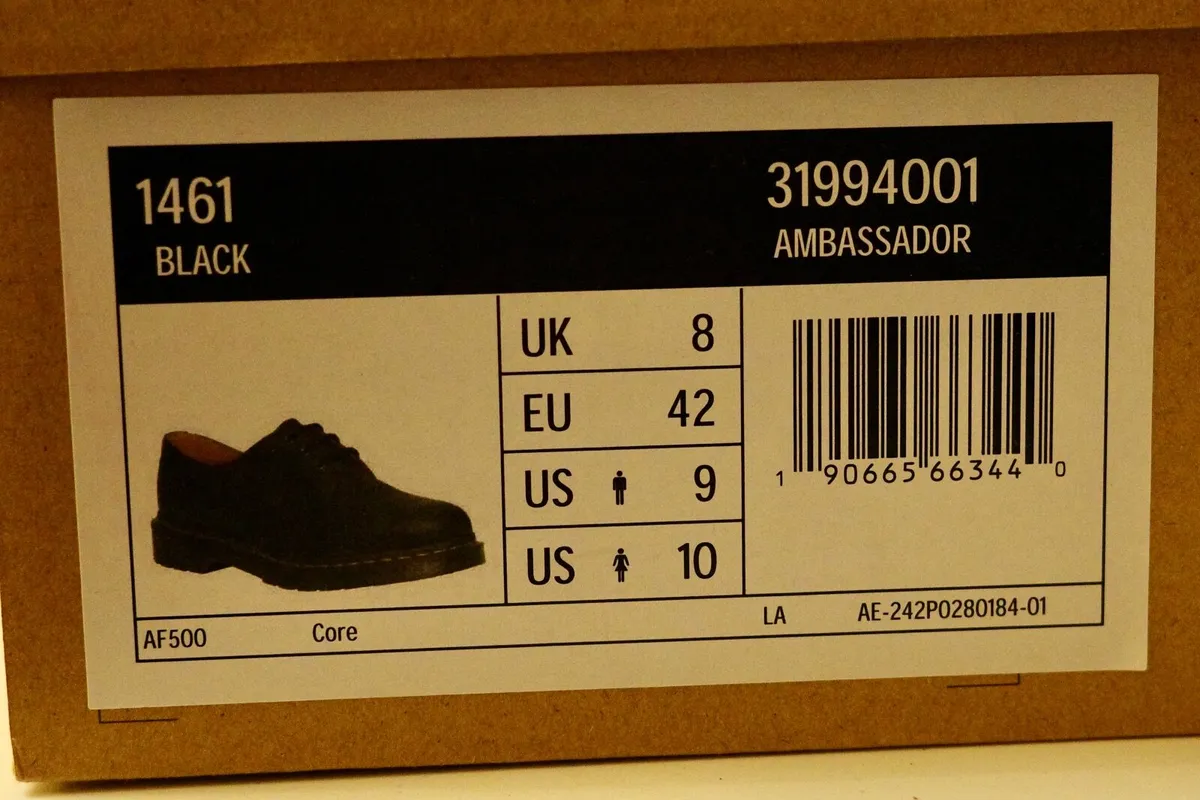 1461
BLACK
31994001
AMBASSADOR
UK 8
EU 42
US 9
US 10
1 90665 66344 0
AF500 Core LA AE-242P0280184-01